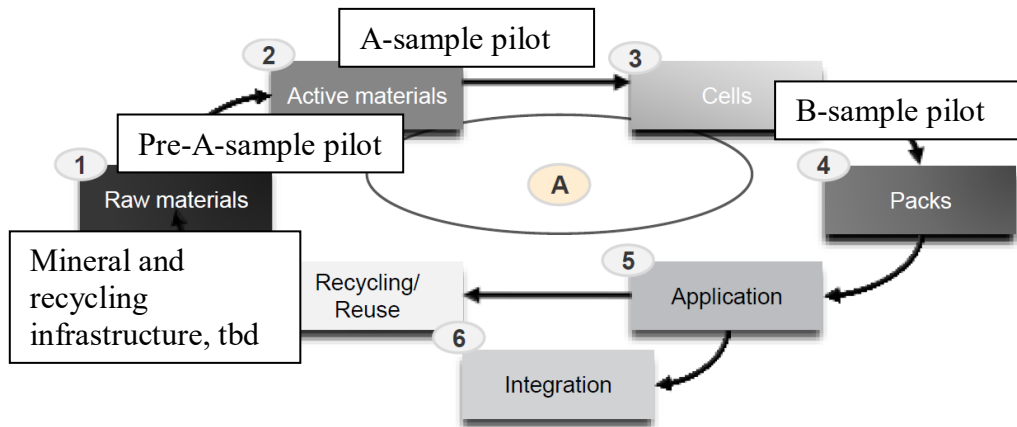 A-sample pilot
2
Active materials
3
Cells
B-sample pilot
Pre-A-sample pilot
1
Raw materials
A
4
Packs
Mineral and
recycling
infrastructure, tbd
Recycling/
Reuse
6
5
Application
Integration